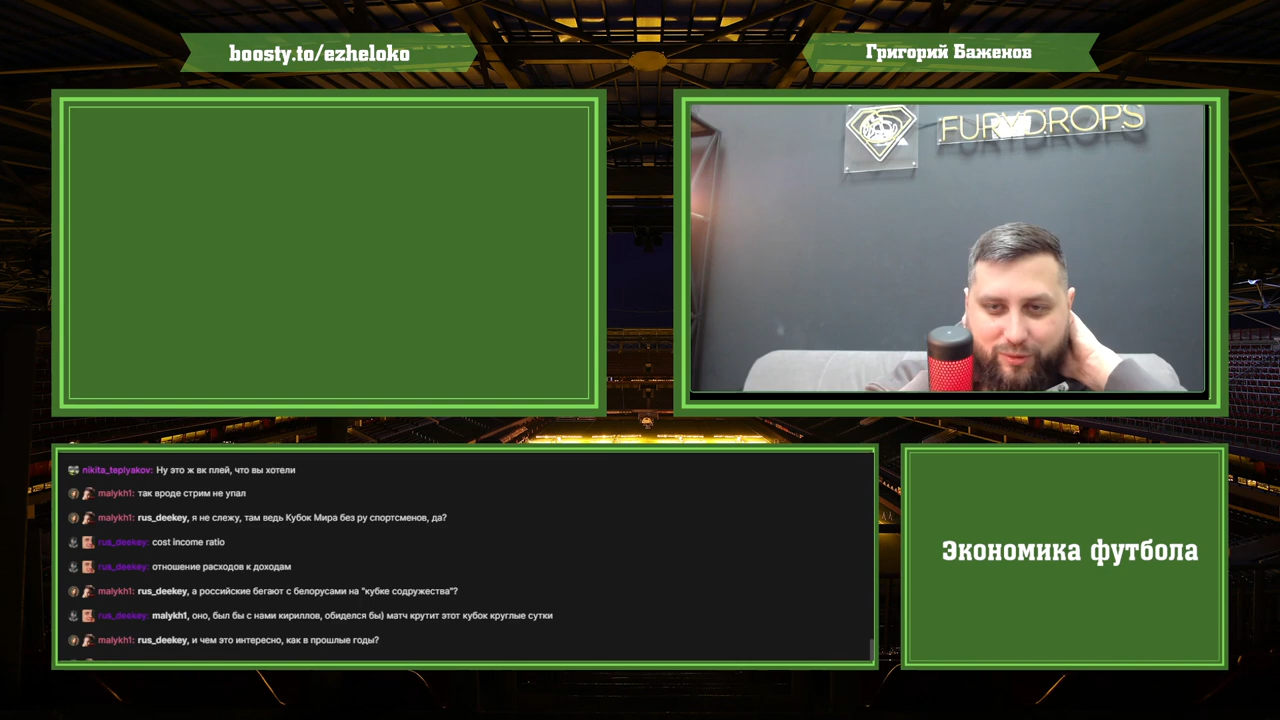 boosty.to/ezheloko
Григорий Баженов
FURYDROPS
nikita_teplyakov: Ну это ж вк плей, что вы хотели
malykh1: так вроде стрим не упал
malykh1: rus_deekey, я не слежу, там ведь Кубок Мира без ру спортсменов, да?
rus_deekey: cost income ratio
rus_deekey: отношение расходов к доходам
malykh1: rus_deekey, а российские бегают с белорусами на "кубке содружества"?
rus_deekey: malykh1, оно, был бы с нами кириллов, обиделся бы) матч крутит этот кубок круглые сутки
malykh1: rus_deekey, и чем это интересно, как в прошлые годы?
Экономика футбола